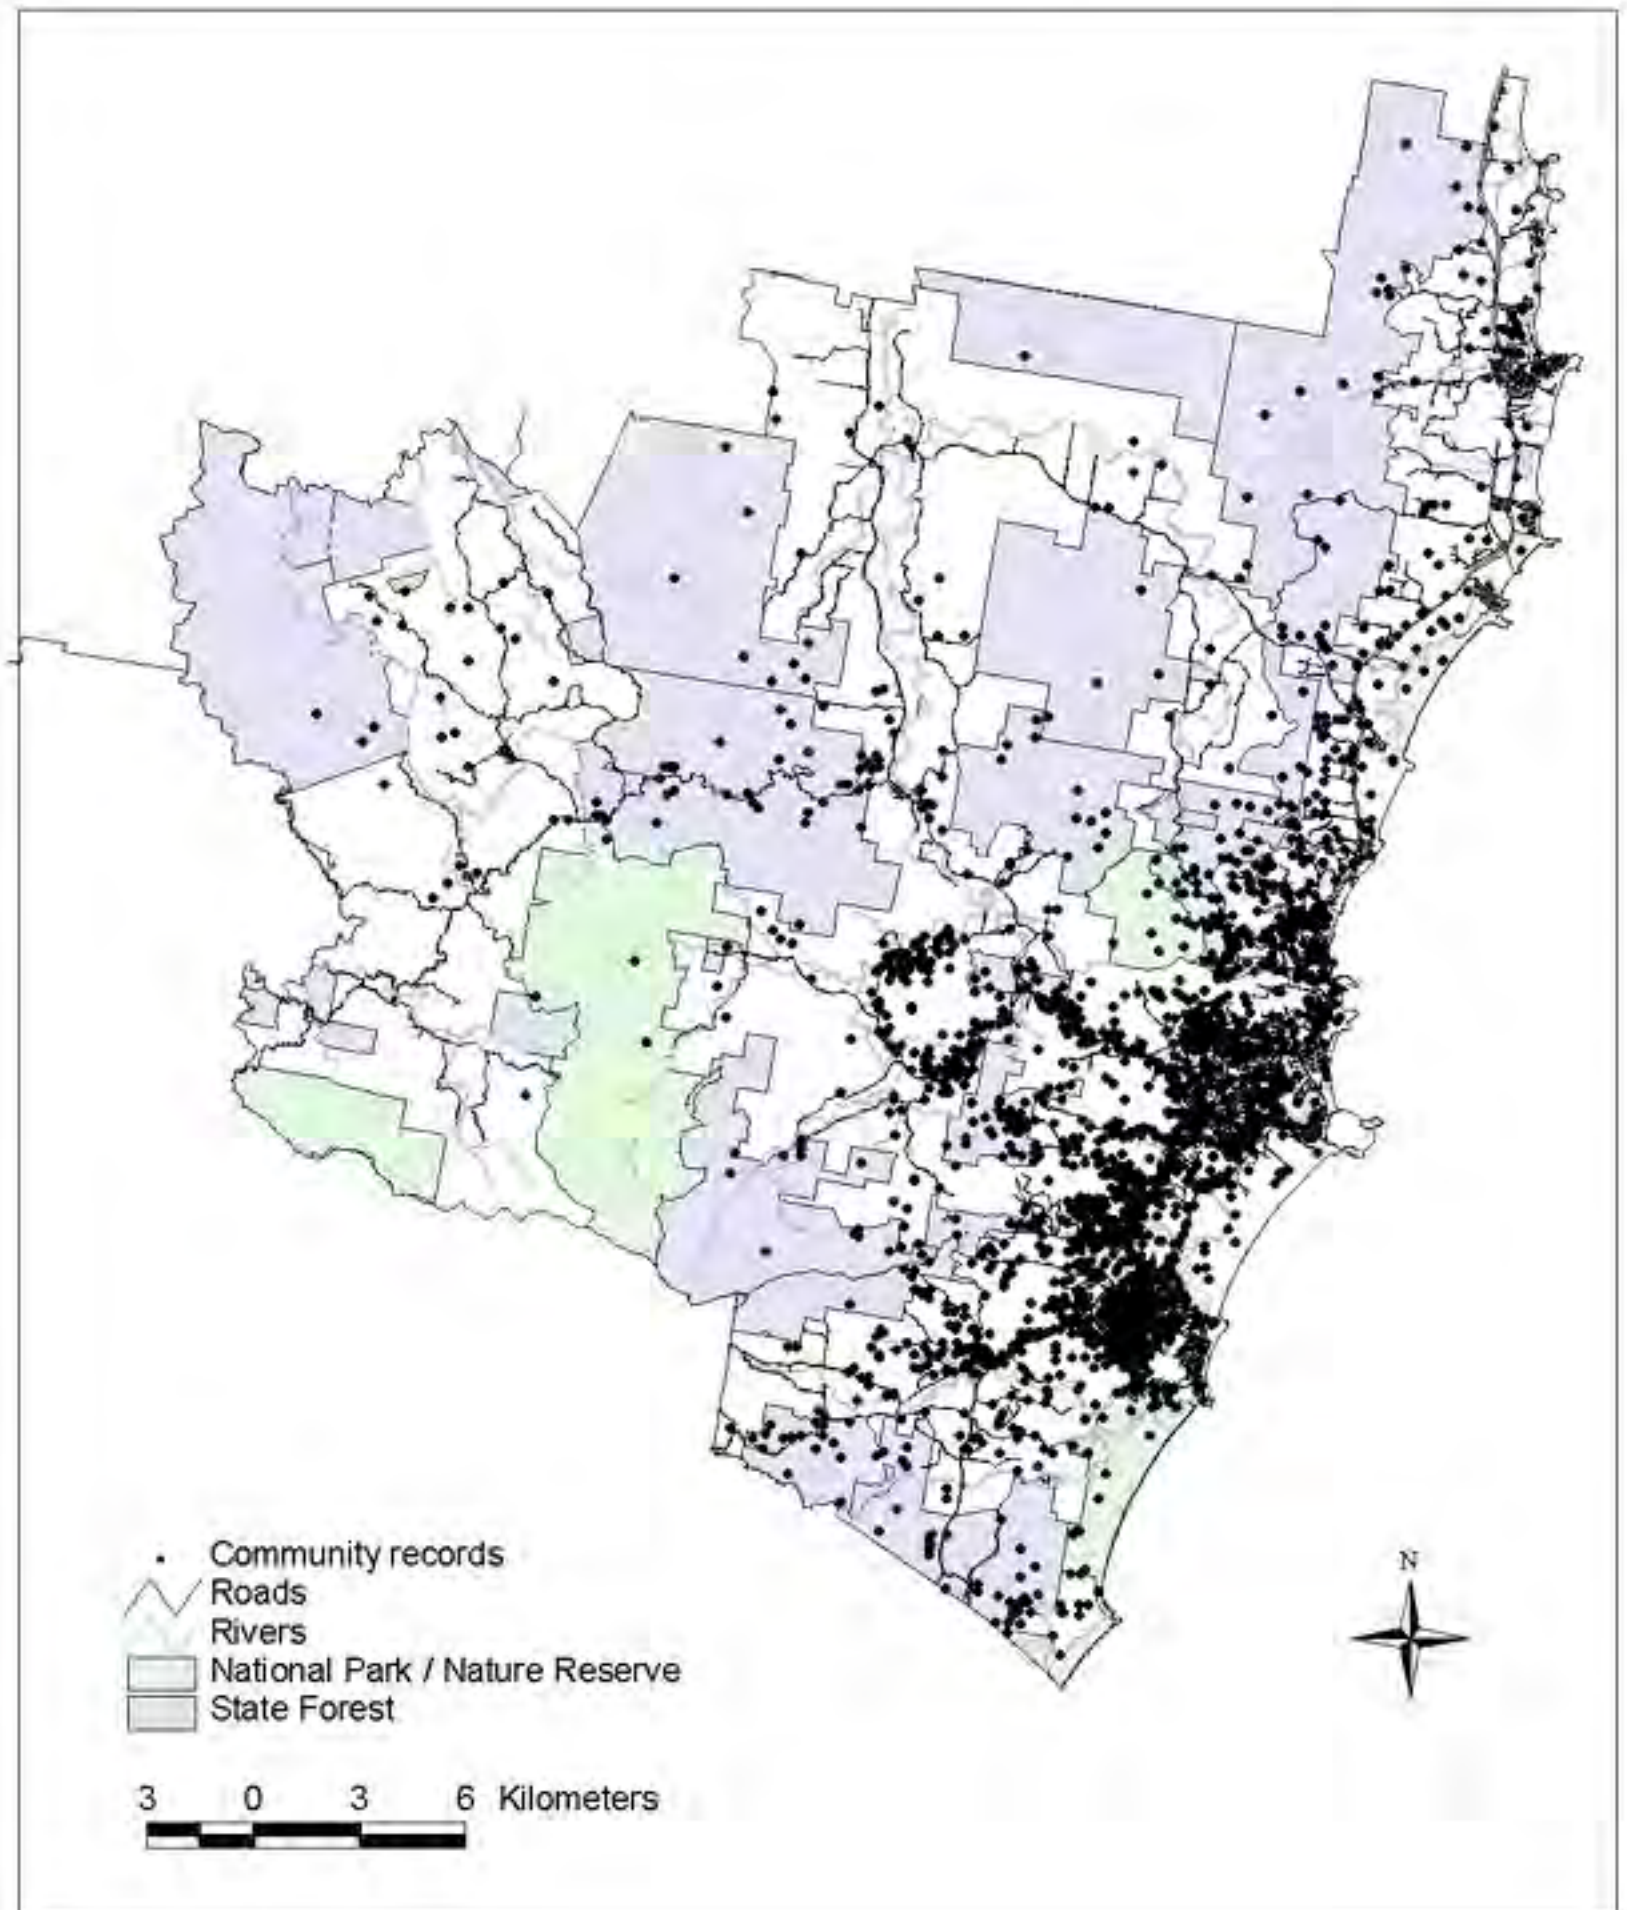 N
Community records
Roads
Rivers
National Park / Nature Reserve
State Forest
3 0 3 6 Kilometers